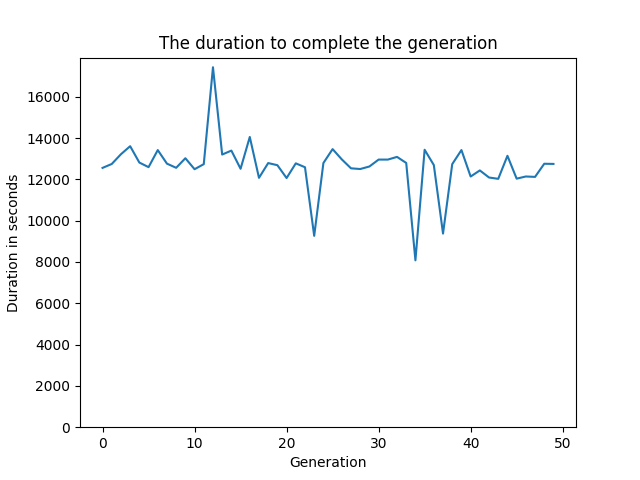 The duration to complete the generation
16000
14000
12000
10000
8000
6000
4000
2000
0
Duration in seconds
0 10 20 30 40 50
Generation